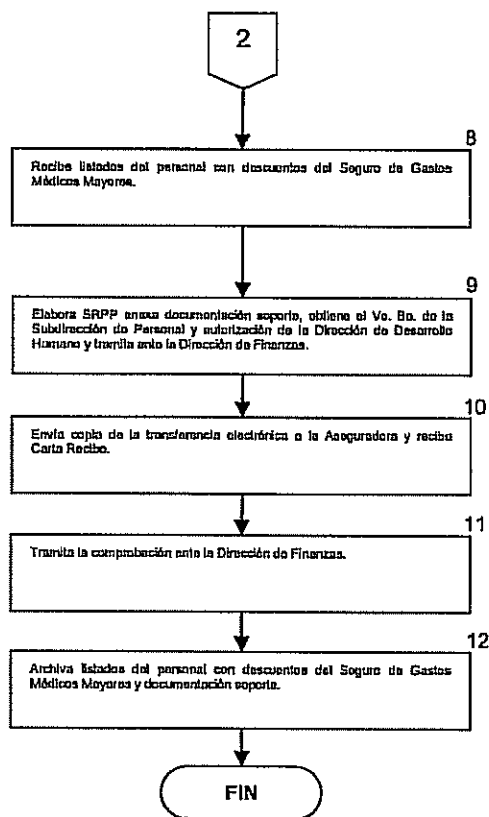 2
8
Recibe listados del personal con descuentos del Seguro de Gastos
Médicos Mayores.
9
Elabora SRPP anexa documentación soporte, obtiene el Vo. Bo. de la
Subdirección de Personal y autorización de la Dirección de Desarrollo
Humano y tramita ante la Dirección de Finanzas.
10
Envía copia de la transferencia electrónica a la Aseguradora y recibe
Carta Recibo.
11
Tramita la comprobación ante la Dirección de Finanzas.
12
Archiva listados del personal con descuentos del Seguro de Gastos
Médicos Mayores y documentación soporte.
FIN